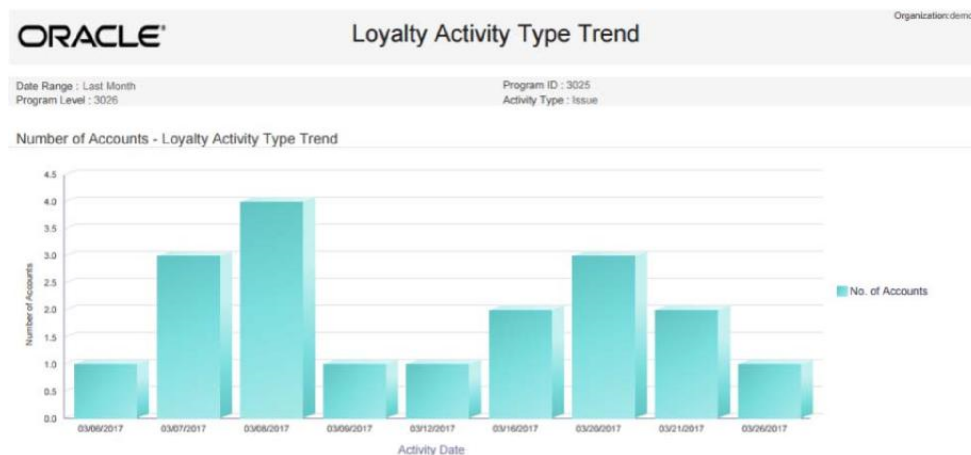 Organization:demo
ORACLE®
Loyalty Activity Type Trend
Date Range : Last Month
Program ID : 3025
Program Level : 3026
Activity Type : Issue
Number of Accounts - Loyalty Activity Type Trend
4.5
4.0
3.5
3.0
2.5
2.0
1.5
1.0
0.5
0.0
Number of Accounts
No. of Accounts
03/06/2017
03/07/2017
03/08/2017
03/09/2017
03/12/2017
03/16/2017
03/20/2017
03/21/2017
03/26/2017
Activity Date